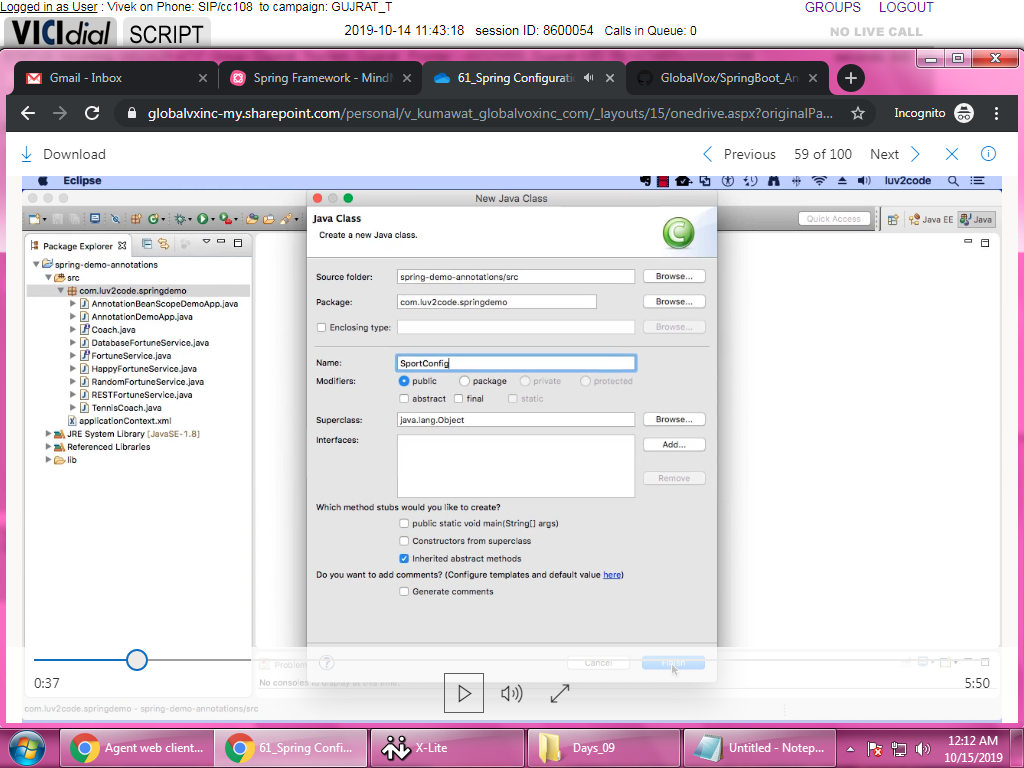 Logged in as User : Vivek on Phone: SIP/cc108 to campaign: GUJRAT_T
GROUPS LOGOUT
VICIdial SCRIPT
2019-10-14 11:43:18 session ID: 8600054 Calls in Queue: 0
NO LIVE CALL
Gmail - Inbox
Spring Framework - Mind
61_Spring Configurati
GlobalVox/SpringBoot_An
globalvxinc-my.sharepoint.com/personal/v_kumawat_globalvoxinc_com/_layouts/15/onedrive.aspx?originalPa...
Incognito
Download
Previous 59 of 100 Next
Eclipse
luv2code
New Java Class
Quick Access
Java EE
Java
Package Explorer
spring-demo-annotations
src
com.luv2code.springdemo
AnnotationBeanScopeDemoApp.java
AnnotationDemoApp.java
Coach.java
DatabaseFortuneService.java
FortuneService.java
HappyFortuneService.java
RandomFortuneService.java
RESTFortuneService.java
TennisCoach.java
applicationContext.xml
JRE System Library [JavaSE-1.8]
Referenced Libraries
lib
Java Class
Create a new Java class.
Source folder: spring-demo-annotations/src Browse...
Package: com.luv2code.springdemo Browse...
Enclosing type: Browse...
Name: SportConfig
Modifiers: public package private protected
abstract final static
Superclass: java.lang.Object Browse...
Interfaces: Add...
Remove
Which method stubs would you like to create?
public static void main(String[] args)
Constructors from superclass
Inherited abstract methods
Do you want to add comments? (Configure templates and default value here)
Generate comments
Cancel Finish
Problem
No consoles to display at this time.
0:37
5:50
com.luv2code.springdemo - spring-demo-annotations/src
Agent web client...
61_Spring Confi...
X-Lite
Days_09
Untitled - Notep...
12:12 AM
10/15/2019